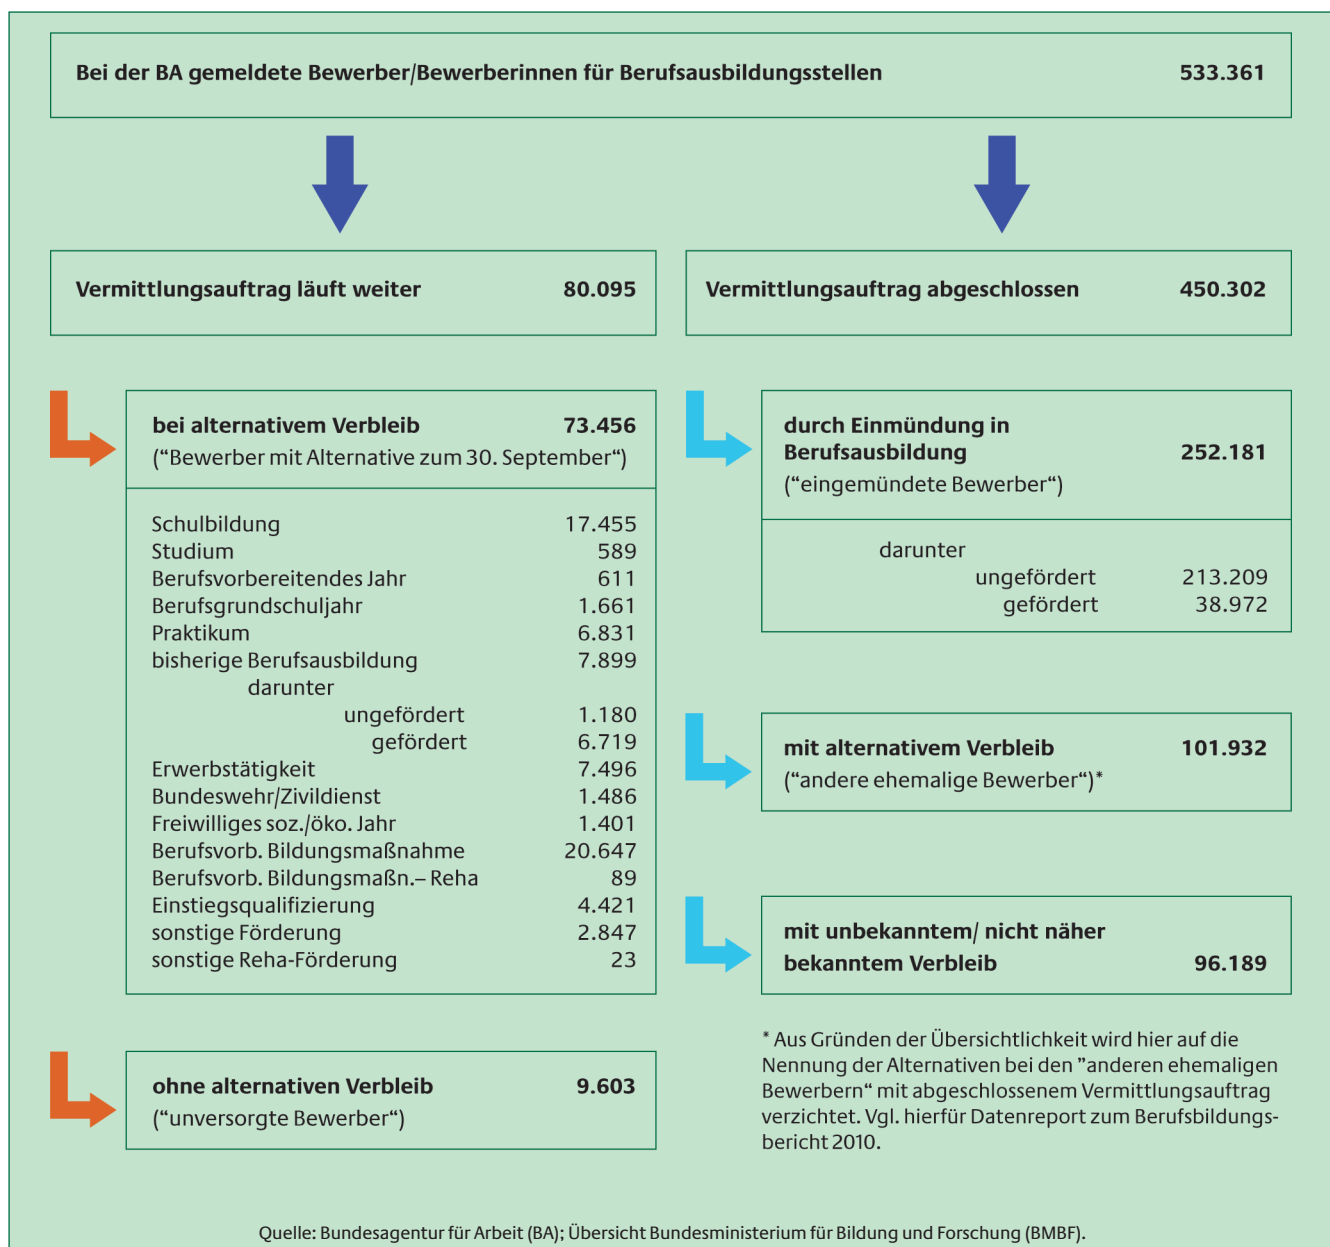 Bei der BA gemeldete Bewerber/Bewerberinnen für Berufsausbildungsstellen 533.361
Vermittlungsauftrag läuft weiter 80.095
Vermittlungsauftrag abgeschlossen 450.302
bei alternativem Verbleib 73.456
(“Bewerber mit Alternative zum 30. September“)
Schulbildung 17.455
Studium 589
Berufsvorbereitendes Jahr 611
Berufsgrundschuljahr 1.661
Praktikum 6.831
bisherige Berufsausbildung 7.899
darunter
ungefördert 1.180
gefördert 6.719
Erwerbstätigkeit 7.496
Bundeswehr/Zivildienst 1.486
Freiwilliges soz./öko. Jahr 1.401
Berufsvorb. Bildungsmaßnahme 20.647
Berufsvorb. Bildungsmaßn.– Reha 89
Einstiegsqualifizierung 4.421
sonstige Förderung 2.847
sonstige Reha-Förderung 23
ohne alternativen Verbleib 9.603
(“unversorgte Bewerber“)
durch Einmündung in
Berufsausbildung 252.181
(“eingemündete Bewerber“)
darunter
ungefördert 213.209
gefördert 38.972
mit alternativem Verbleib 101.932
(“andere ehemalige Bewerber“)*
mit unbekanntem/ nicht näher
bekanntem Verbleib 96.189
* Aus Gründen der Übersichtlichkeit wird hier auf die
Nennung der Alternativen bei den ”anderen ehemaligen
Bewerbern“ mit abgeschlossenem Vermittlungsauftrag
verzichtet. Vgl. hierfür Datenreport zum Berufsbildungs-
bericht 2010.
Quelle: Bundesagentur für Arbeit (BA); Übersicht Bundesministerium für Bildung und Forschung (BMBF).